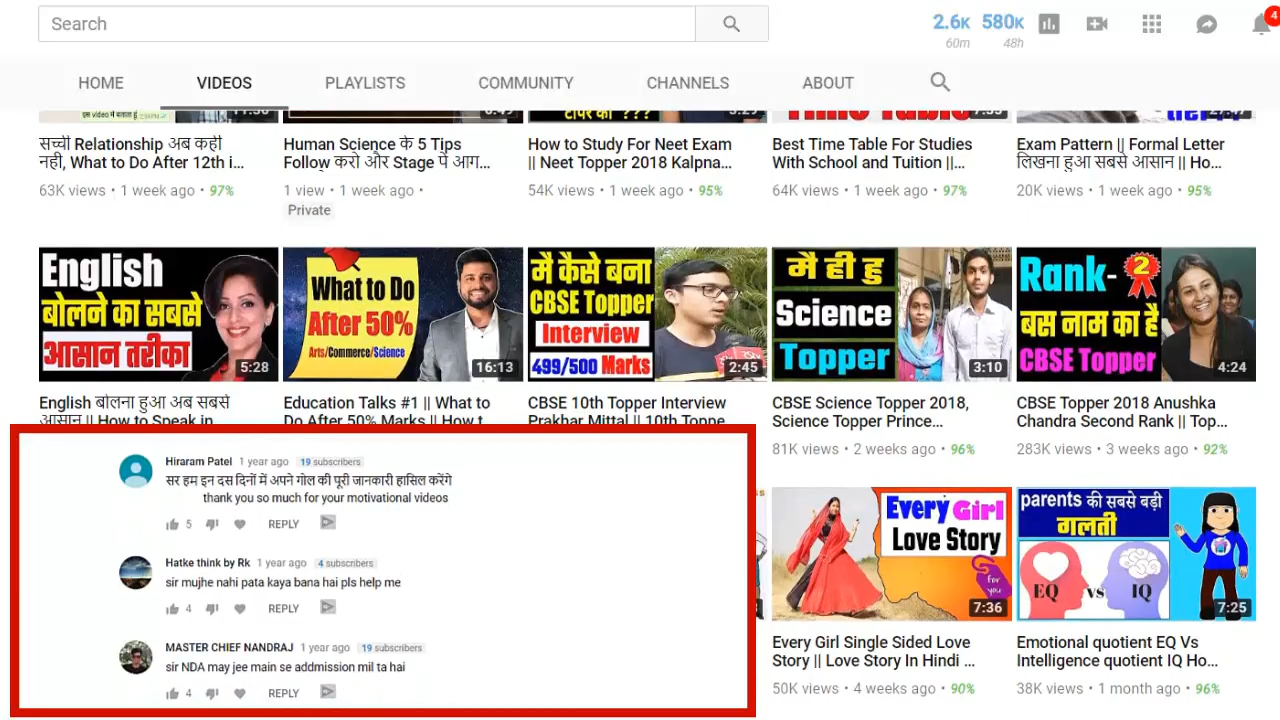 Search
2.6K 580K
60m 48h
4
HOME VIDEOS PLAYLISTS COMMUNITY CHANNELS ABOUT
इस video में बताता हूं
टॉपर की ???
Time Table
सच्ची Relationship अब कही
नही, What to Do After 12th i...
63K views • 1 week ago • 97%
Human Science के 5 Tips
Follow करो और Stage पे आग...
1 view • 1 week ago •
Private
How to Study For Neet Exam
|| Neet Topper 2018 Kalpna...
54K views • 1 week ago • 95%
Best Time Table For Studies
With School and Tuition ||...
64K views • 1 week ago • 97%
Exam Pattern || Formal Letter
लिखना हुआ सबसे आसान || Ho...
20K views • 1 week ago • 95%
English
बोलने का सबसे
आसान तरीका
5:28
What to Do
After 50%
Arts/Commerce/Science
16:13
मै कैसे बना
CBSE Topper
Interview
499/500 Marks
2:45
मै ही हु
Science
Topper
3:10
Rank-2
बस नाम का है
CBSE Topper
4:24
English बोलना हुआ अब सबसे
आसान || How to Speak in
Education Talks #1 || What to
Do After 50% Marks || How t
CBSE 10th Topper Interview
Prakhar Mittal || 10th Toppe
CBSE Science Topper 2018,
Science Topper Prince...
81K views • 2 weeks ago • 96%
CBSE Topper 2018 Anushka
Chandra Second Rank || Top...
283K views • 3 weeks ago • 92%
Hiraram Patel 1 year ago 19 subscribers
सर हम इन दस दिनों में अपने गोल की पूरी जानकारी हासिल करेंगे
thank you so much for your motivational videos
5 REPLY
Hatke think by Rk 1 year ago 4 subscribers
sir mujhe nahi pata kaya bana hai pls help me
4 REPLY
MASTER CHIEF NANDRAJ 1 year ago 19 subscribers
sir NDA may jee main se addmission mil ta hai
4 REPLY
Every Girl
Love Story
for you
7:36
parents की सबसे बड़ी
गलती
EQ vs IQ
7:25
Every Girl Single Sided Love
Story || Love Story In Hindi ...
50K views • 4 weeks ago • 90%
Emotional quotient EQ Vs
Intelligence quotient IQ Ho...
38K views • 1 month ago • 96%